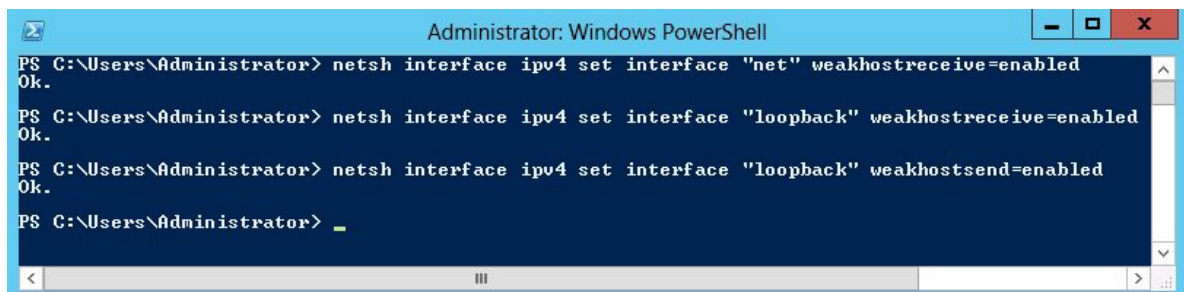 Administrator: Windows PowerShell
PS C:\Users\Administrator> netsh interface ipv4 set interface "net" weakhostreceive=enabled
Ok.
PS C:\Users\Administrator> netsh interface ipv4 set interface "loopback" weakhostreceive=enabled
Ok.
PS C:\Users\Administrator> netsh interface ipv4 set interface "loopback" weakhostsend=enabled
Ok.
PS C:\Users\Administrator> _